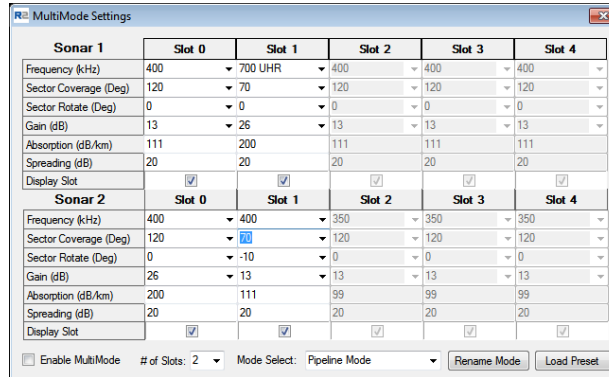 R2 MultiMode Settings
Sonar 1 Slot 0 Slot 1 Slot 2 Slot 3 Slot 4
Frequency (kHz) 400 700 UHR 400 400 400
Sector Coverage (Deg) 120 70 120 120 120
Sector Rotate (Deg) 0 0 0 0 0
Gain (dB) 13 26 13 13 13
Absorption (dB/km) 111 200 111 111 111
Spreading (dB) 20 20 20 20 20
Display Slot
Sonar 2 Slot 0 Slot 1 Slot 2 Slot 3 Slot 4
Frequency (kHz) 400 400 350 350 350
Sector Coverage (Deg) 120 70 120 120 120
Sector Rotate (Deg) 0 -10 0 0 0
Gain (dB) 26 13 13 13 13
Absorption (dB/km) 200 111 99 99 99
Spreading (dB) 20 20 20 20 20
Display Slot
Enable MultiMode # of Slots: 2 Mode Select: Pipeline Mode Rename Mode Load Preset